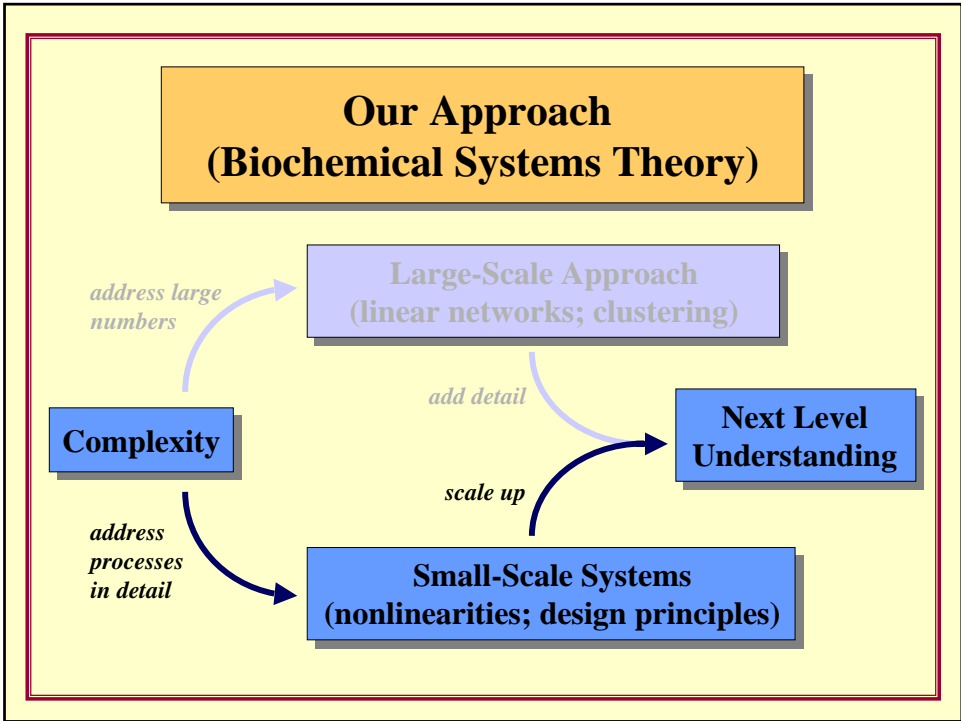 Our Approach
(Biochemical Systems Theory)
Large-Scale Approach
(linear networks; clustering)
address large
numbers
add detail
Complexity
Next Level
Understanding
scale up
address
processes
in detail
Small-Scale Systems
(nonlinearities; design principles)